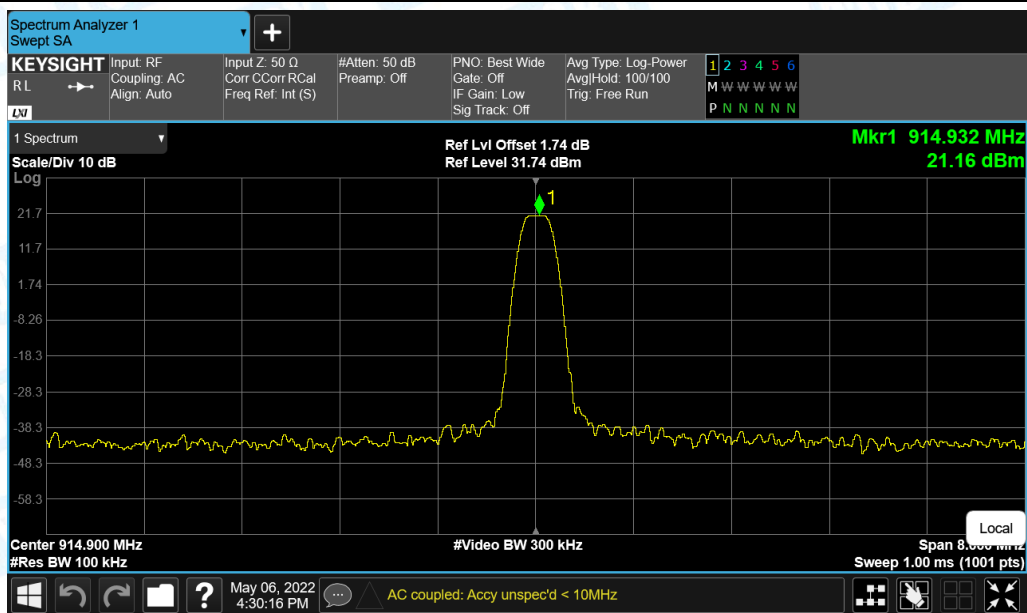 Spectrum Analyzer 1
Swept SA
+
KEYSIGHT
RL
LXI
Input: RF
Coupling: AC
Align: Auto
Input Z: 50 Ω
Corr CCorr RCal
Freq Ref: Int (S)
#Atten: 50 dB
Preamp: Off
PNO: Best Wide
Gate: Off
IF Gain: Low
Sig Track: Off
Avg Type: Log-Power
Avg|Hold: 100/100
Trig: Free Run
1 2 3 4 5 6
M W W W W W
P N N N N N
1 Spectrum
Scale/Div 10 dB
Log
Ref Lvl Offset 1.74 dB
Ref Level 31.74 dBm
Mkr1 914.932 MHz
21.16 dBm
1
21.7
11.7
1.74
-8.26
-18.3
-28.3
-38.3
-48.3
-58.3
Local
Center 914.900 MHz
#Video BW 300 kHz
Span 8.000 MHz
#Res BW 100 kHz
Sweep 1.00 ms (1001 pts)
?
May 06, 2022
4:30:16 PM
AC coupled: Accy unspec'd < 10MHz